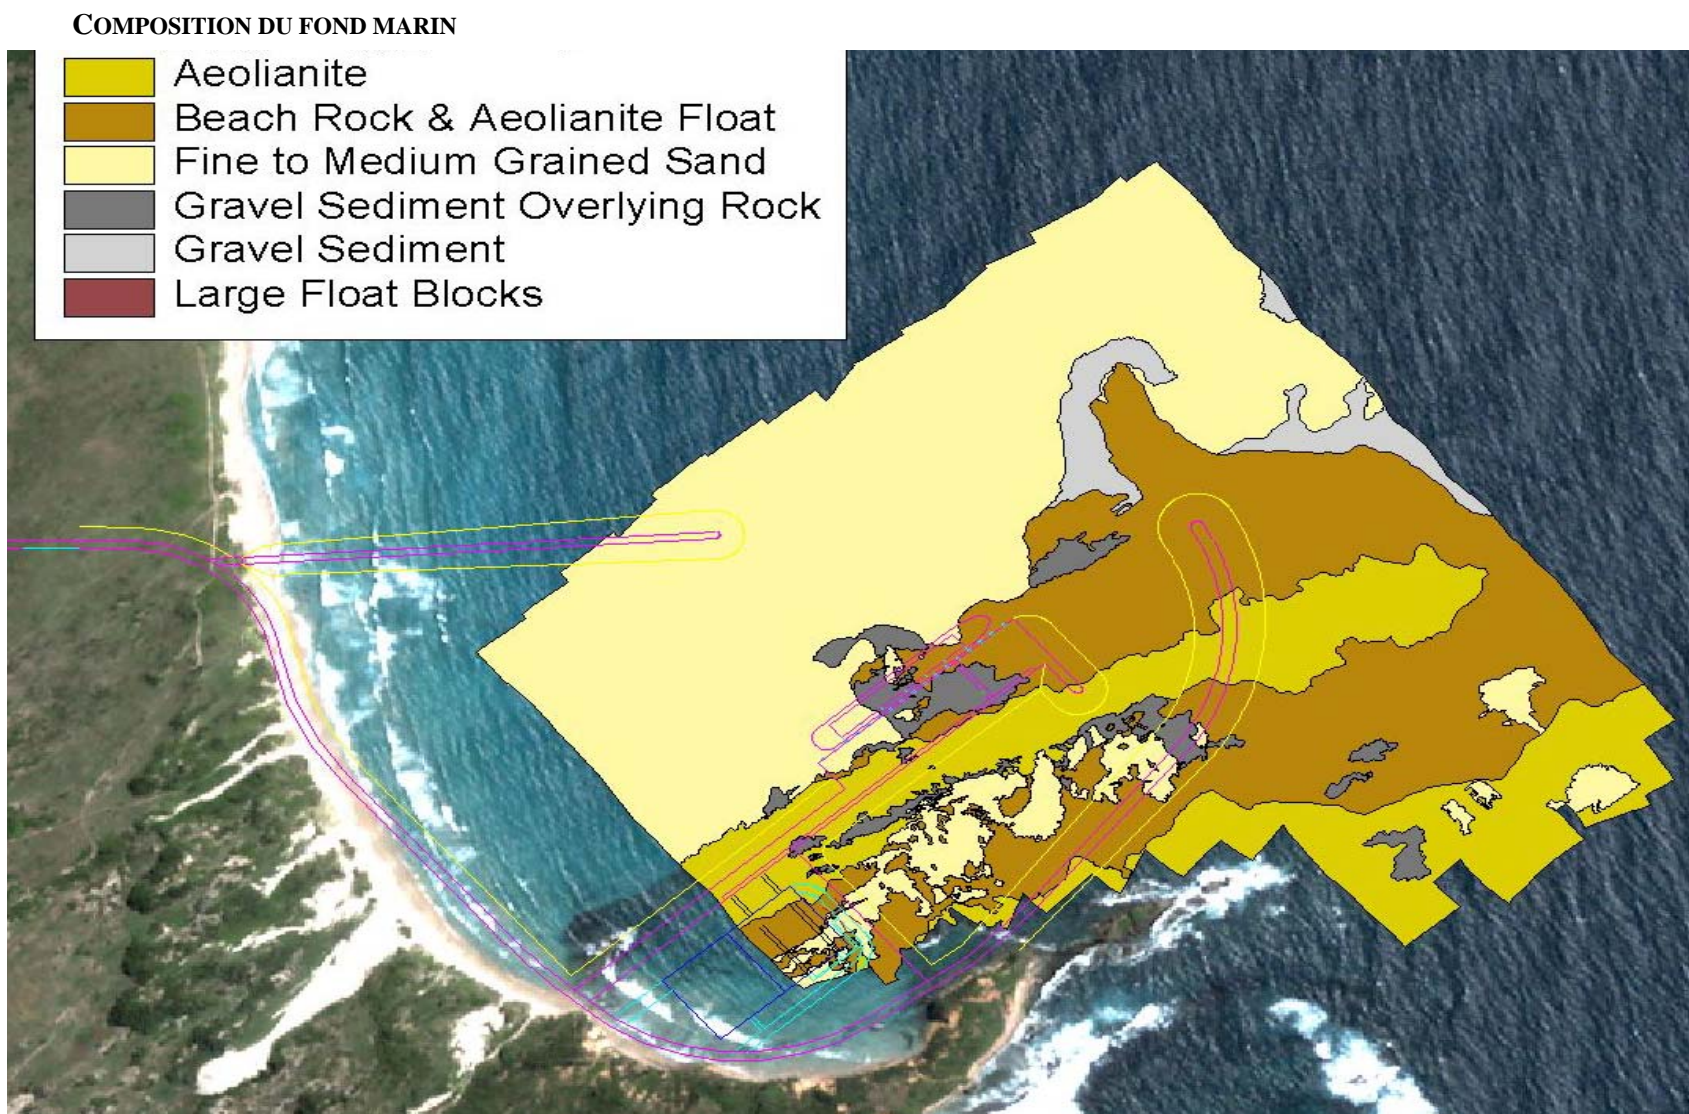 COMPOSITION DU FOND MARIN
Aeolianite
Beach Rock & Aeolianite Float
Fine to Medium Grained Sand
Gravel Sediment Overlying Rock
Gravel Sediment
Large Float Blocks